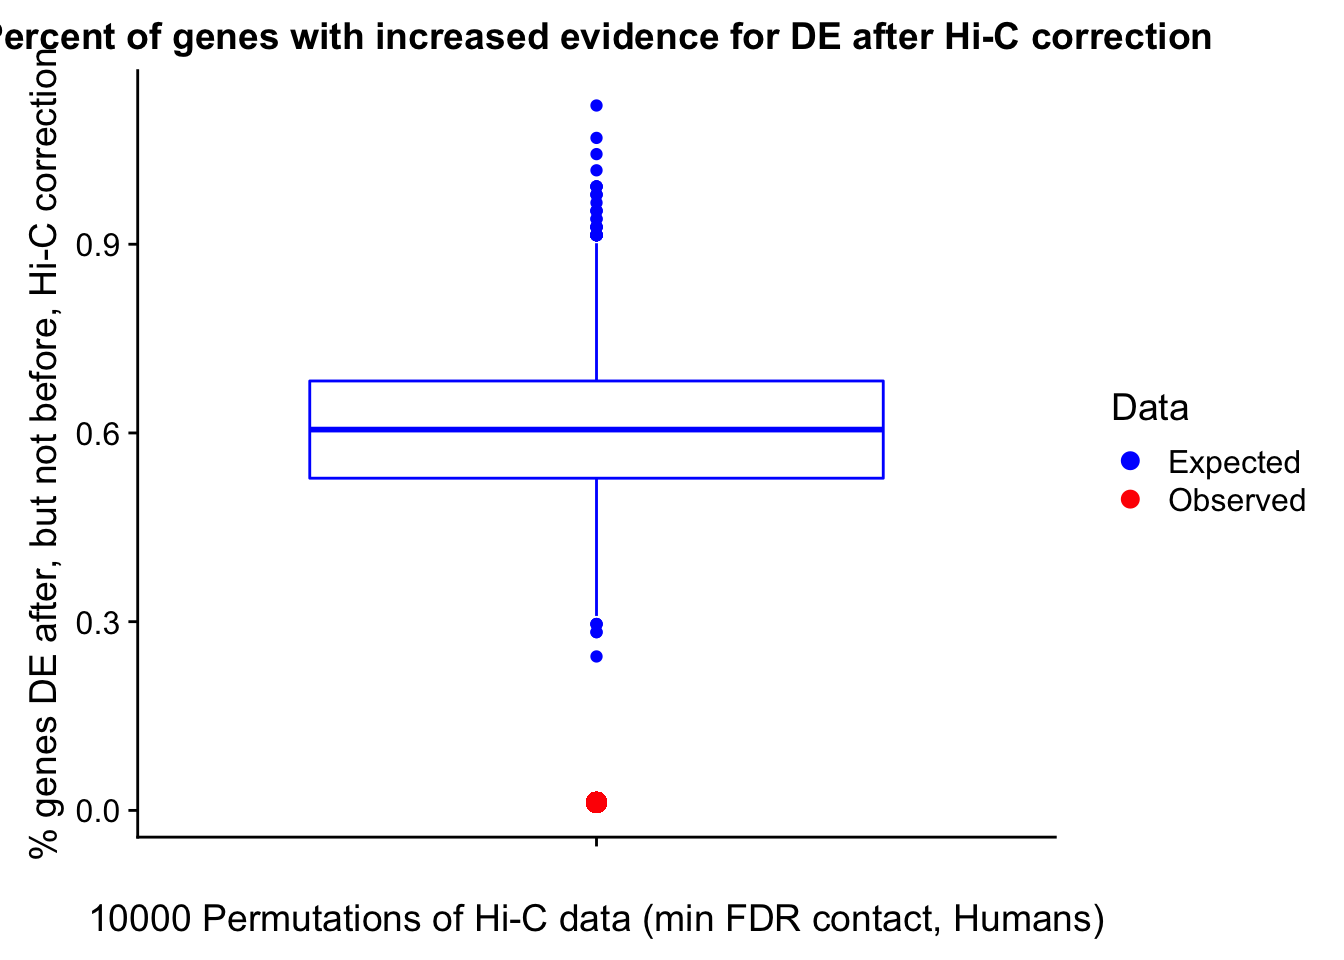 Percent of genes with increased evidence for DE after Hi-C correction
% genes DE after, but not before, Hi-C correction
0.9
0.6
0.3
0.0
Data
Expected
Observed
10000 Permutations of Hi-C data (min FDR contact, Humans)